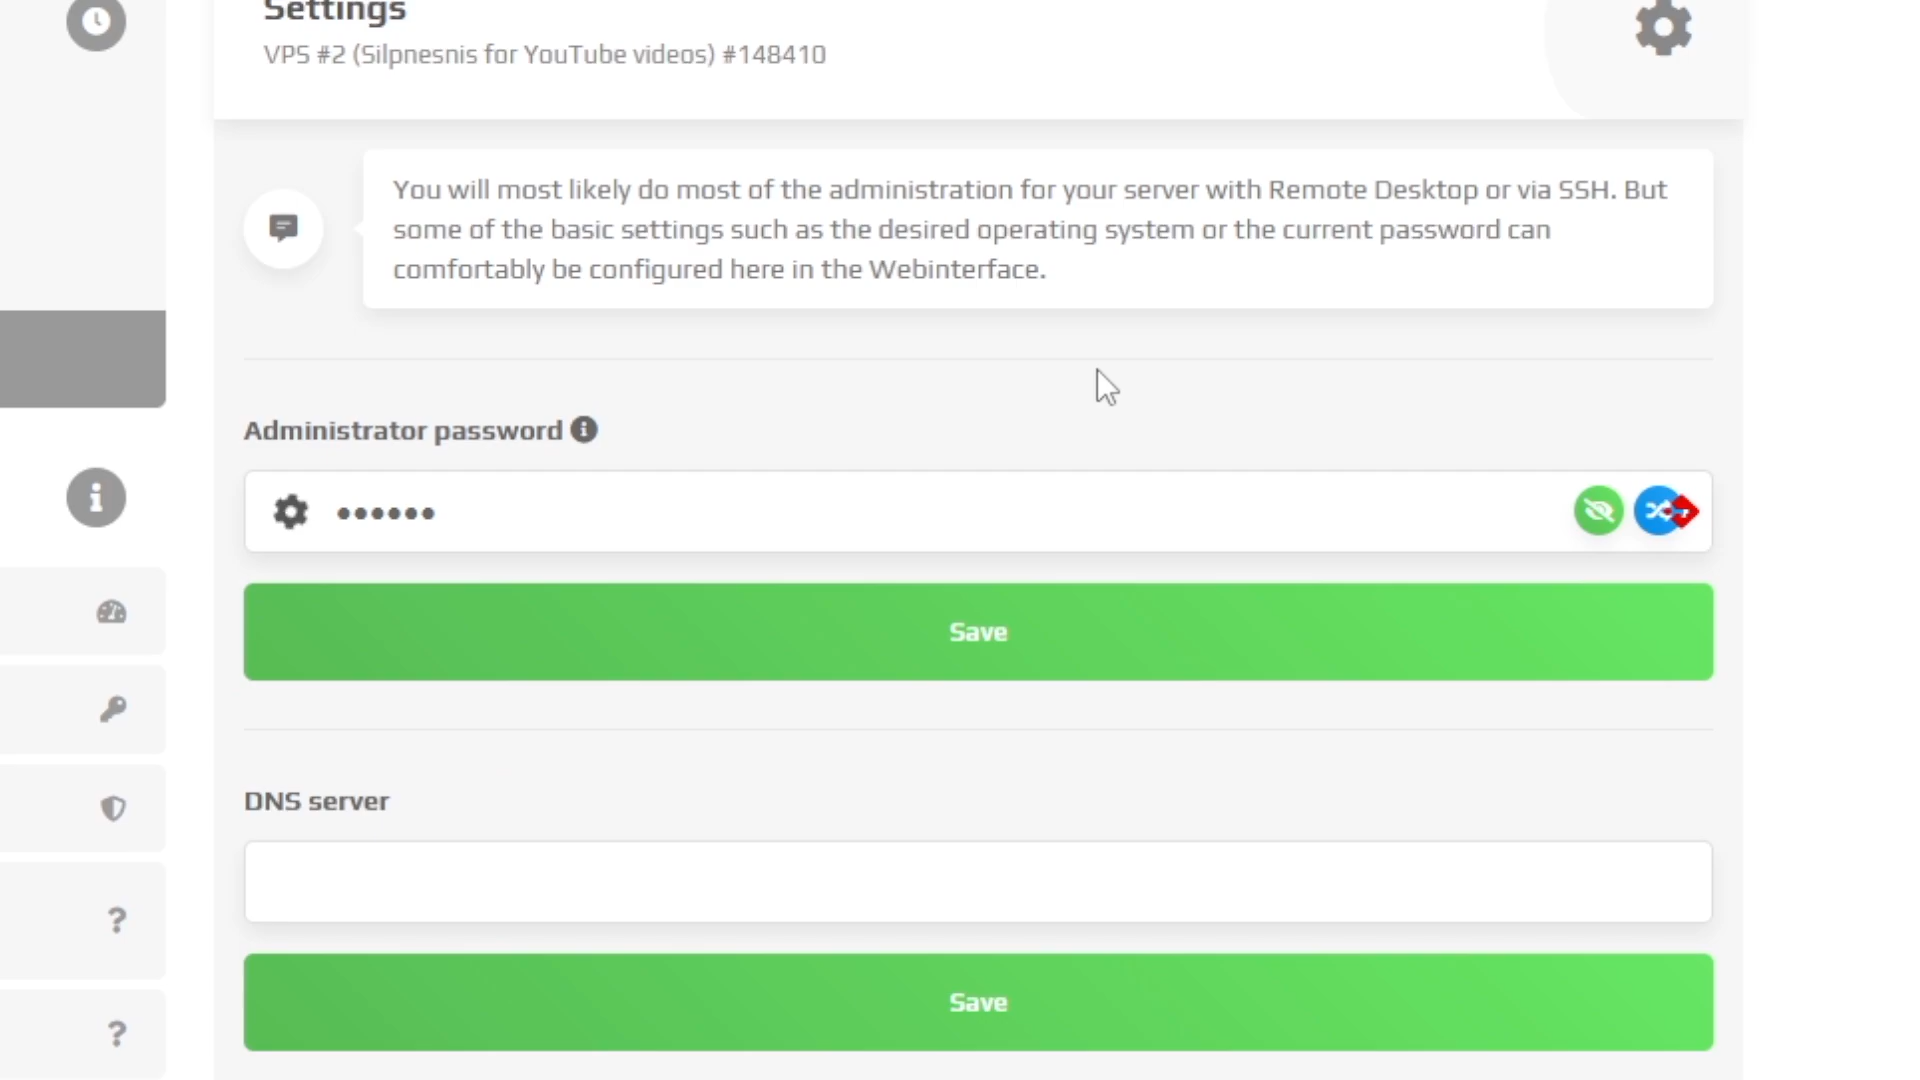 Settings
VPS #2 (Silpnesnis for YouTube videos) #148410
You will most likely do most of the administration for your server with Remote Desktop or via SSH. But
some of the basic settings such as the desired operating system or the current password can
comfortably be configured here in the Webinterface.
Administrator password
••••••
Save
DNS server
Save
?
?